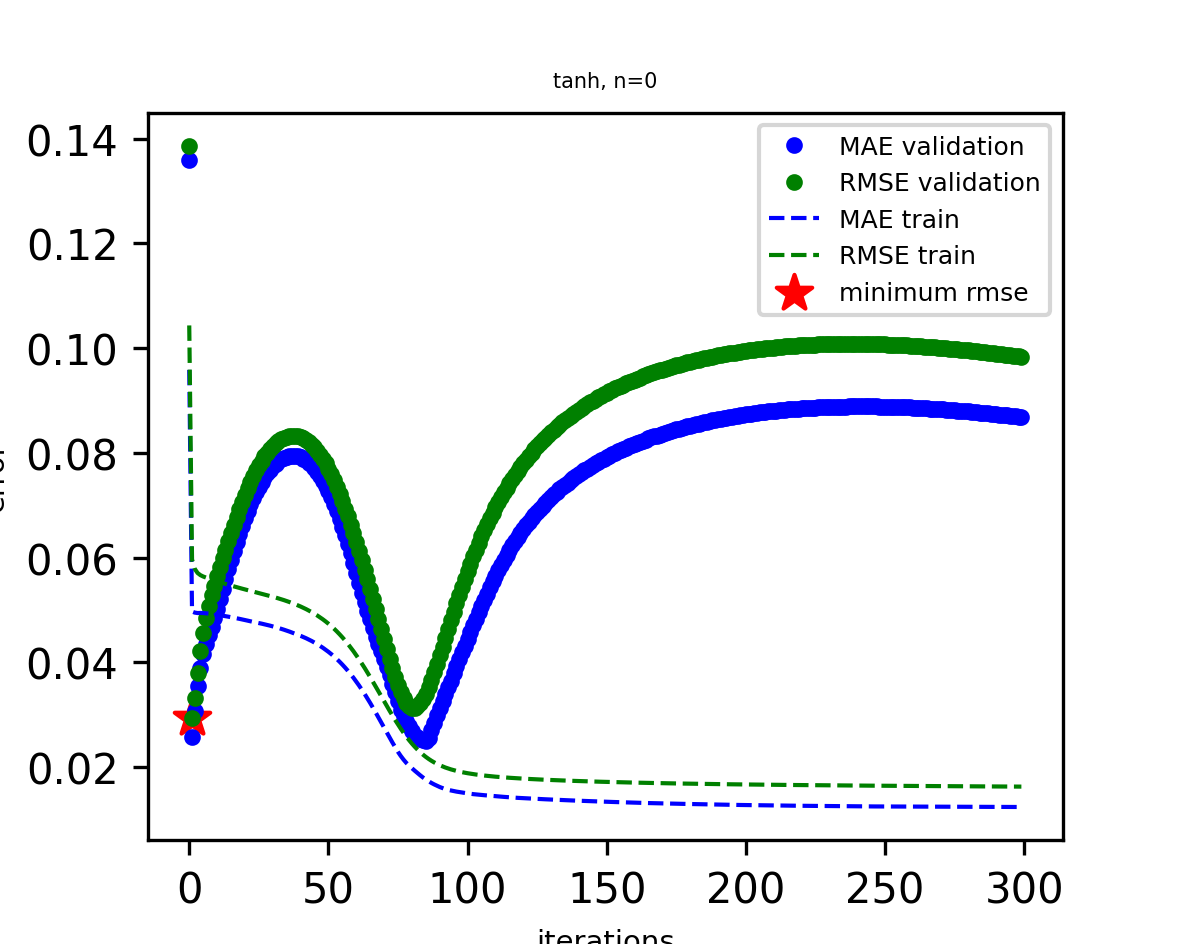 tanh, n=0
0.14
0.12
0.10
0.08
0.06
0.04
0.02
MAE validation
RMSE validation
MAE train
RMSE train
minimum rmse
0 50 100 150 200 250 300
iterations